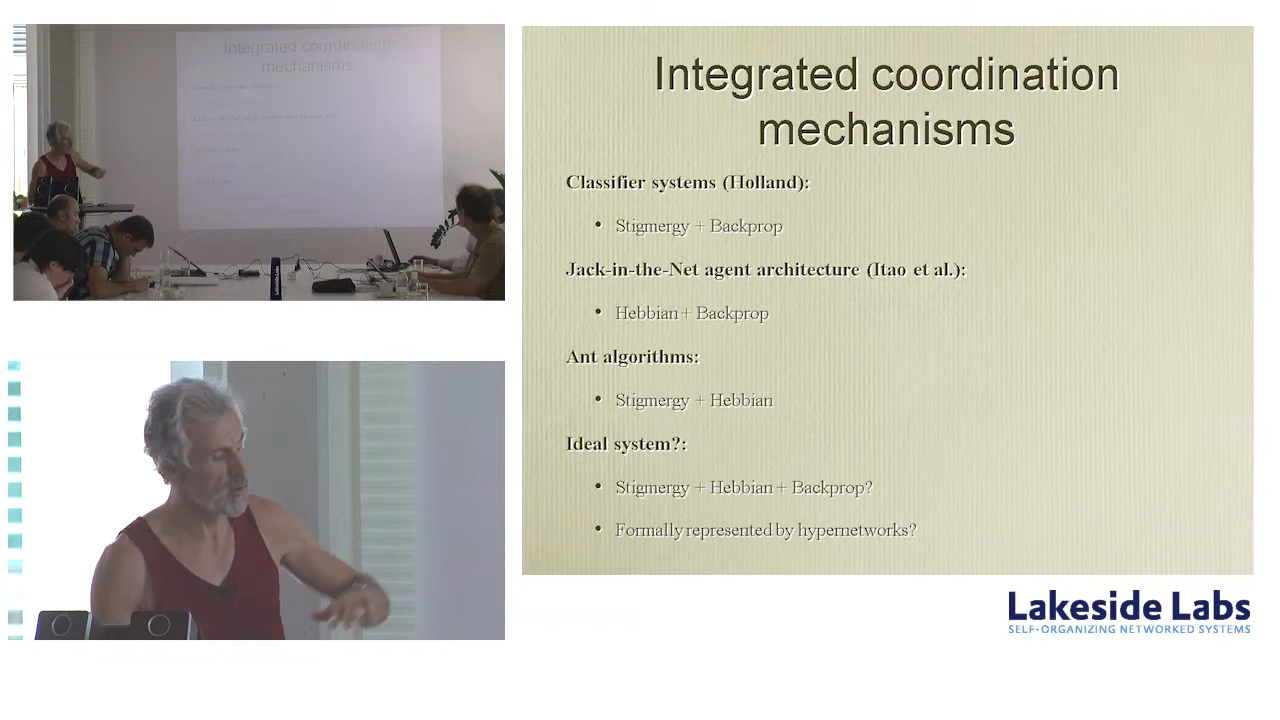 Integrated coordination
mechanisms
Integrated coordination
mechanisms
Classifier systems (Holland):
• Stigmergy + Backprop
Jack-in-the-Net agent architecture (Itao et al.):
• Hebbian + Backprop
Ant algorithms:
• Stigmergy + Hebbian
Ideal system?:
• Stigmergy + Hebbian + Backprop?
• Formally represented by hypernetworks?
Lakeside Labs
SELF-ORGANIZING NETWORKED SYSTEMS